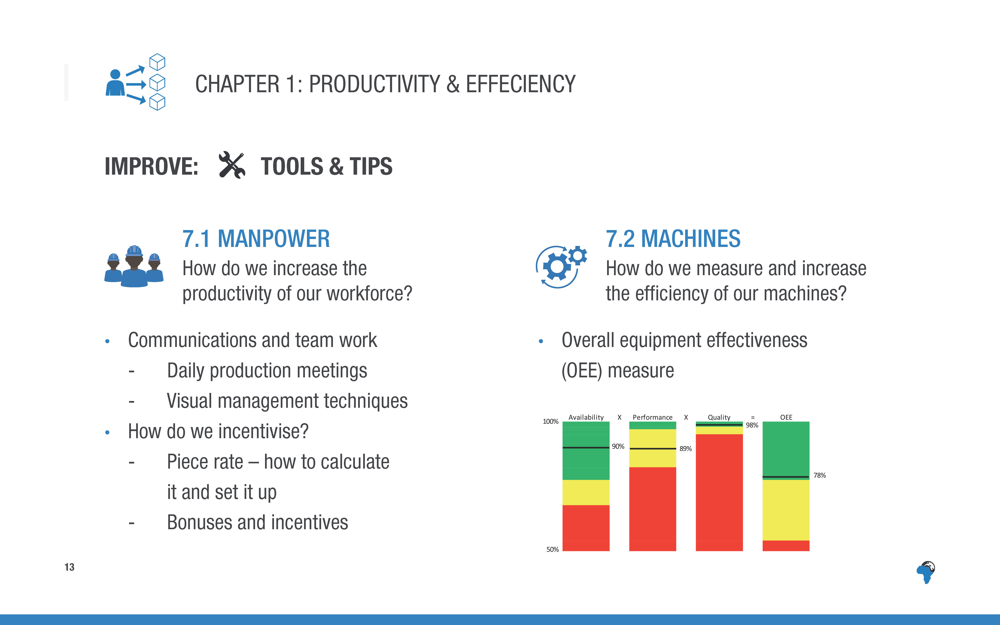 CHAPTER 1: PRODUCTIVITY & EFFECIENCY
IMPROVE: TOOLS & TIPS
7.1 MANPOWER
How do we increase the
productivity of our workforce?
• Communications and team work
- Daily production meetings
- Visual management techniques
• How do we incentivise?
- Piece rate – how to calculate
it and set it up
- Bonuses and incentives
7.2 MACHINES
How do we measure and increase
the efficiency of our machines?
• Overall equipment effectiveness
(OEE) measure
Availability X Performance X Quality = OEE
100%
98%
90%
89%
78%
50%
13